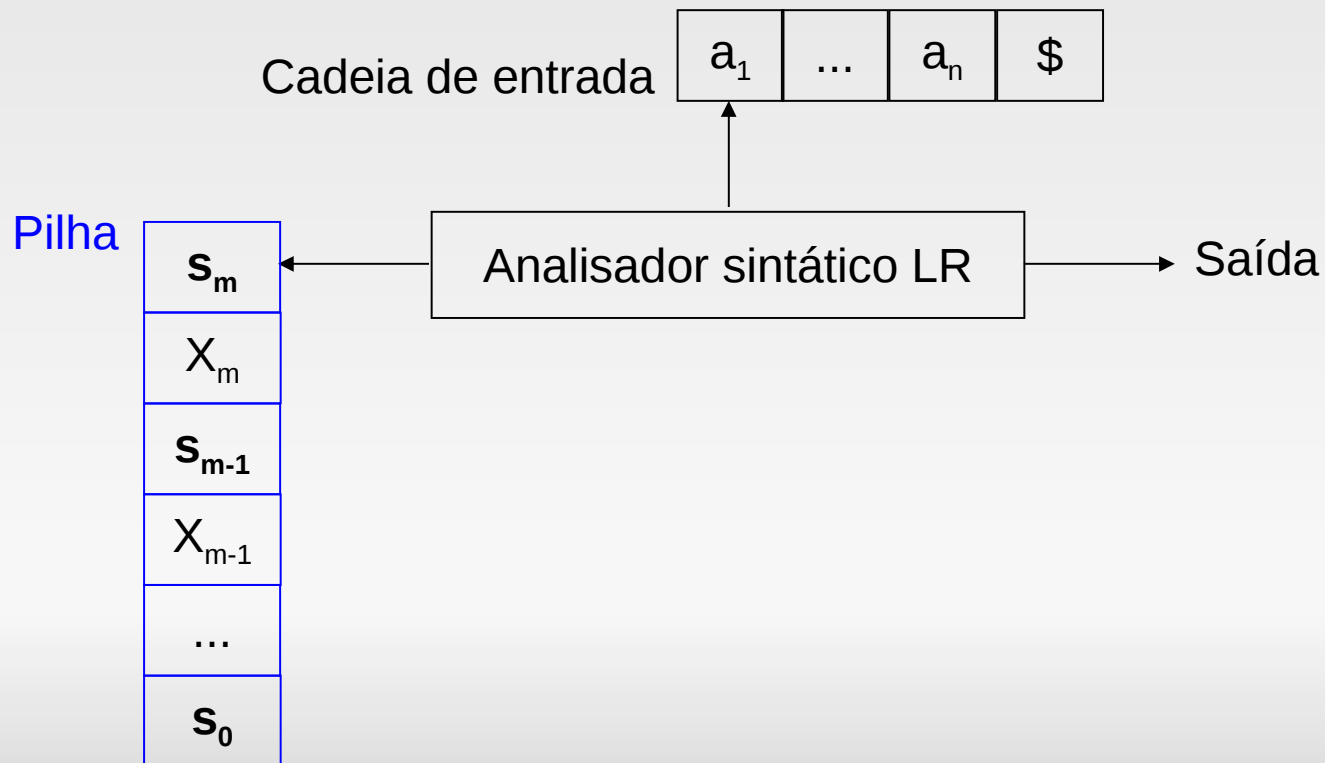 Cadeia de entrada
a₁ ... aₙ $
Pilha
Analisador sintático LR
Saída
sₘ
Xₘ
sₘ₋₁
Xₘ₋₁
...
s₀